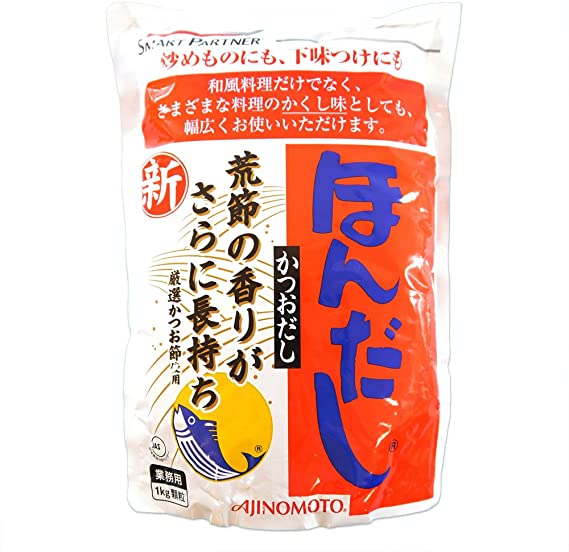 SMART PARTNER
炒めものにも、下味つけにも
和風料理だけでなく、
さまざまな料理のかくし味としても、
幅広くお使いいただけます。
新
ほんだし®
かつおだし
荒節の香りが
さらに長持ち
厳選かつお節使用
®
JAS
業務用
1kg 顆粒
AJINOMOTO®